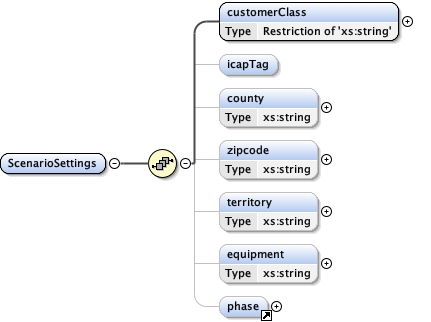 customerClass
Type Restriction of 'xs:string'
icapTag
county
Type xs:string
zipcode
Type xs:string
ScenarioSettings
territory
Type xs:string
equipment
Type xs:string
phase